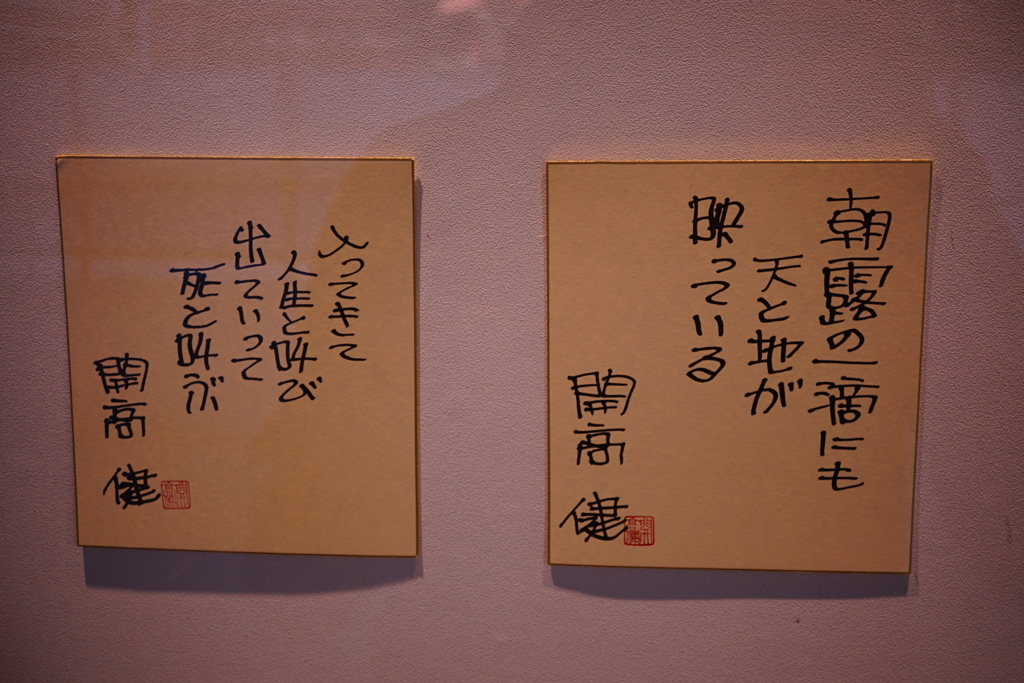 朝露の一滴にも
天と地が
映っている
開高
健
入ってきて
人生と叫び
出ていって
死と叫ぶ
開高
健